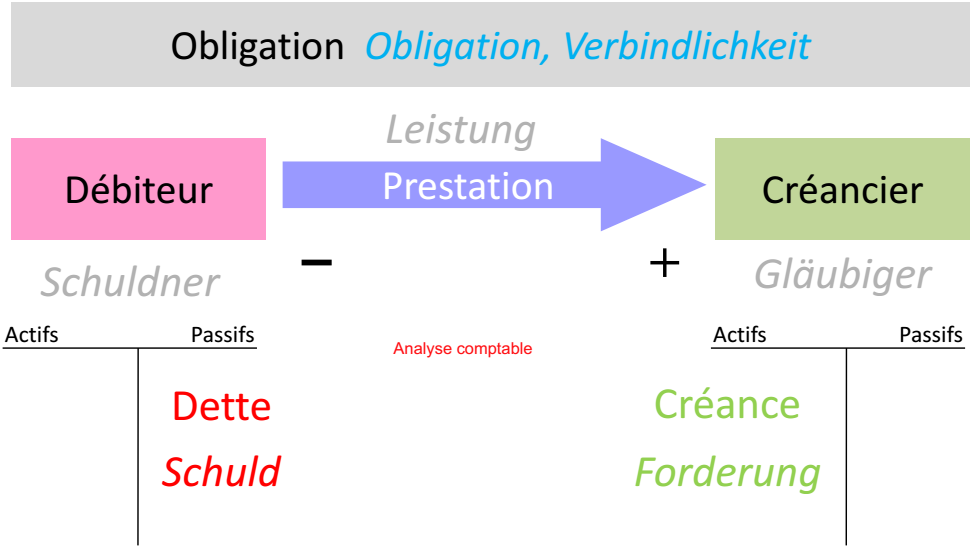 Obligation Obligation, Verbindlichkeit
Leistung
Débiteur
Prestation
Créancier
Schuldner
–
+
Gläubiger
Actifs Passifs
Analyse comptable
Actifs Passifs
Dette
Schuld
Créance
Forderung